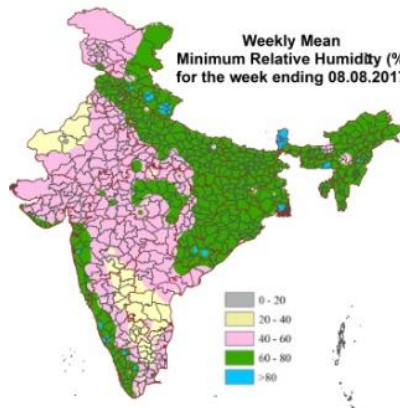 Weekly Mean
Minimum Relative Humidity (%
for the week ending 08.08.2017
0 - 20
20 - 40
40 - 60
60 - 80
>80